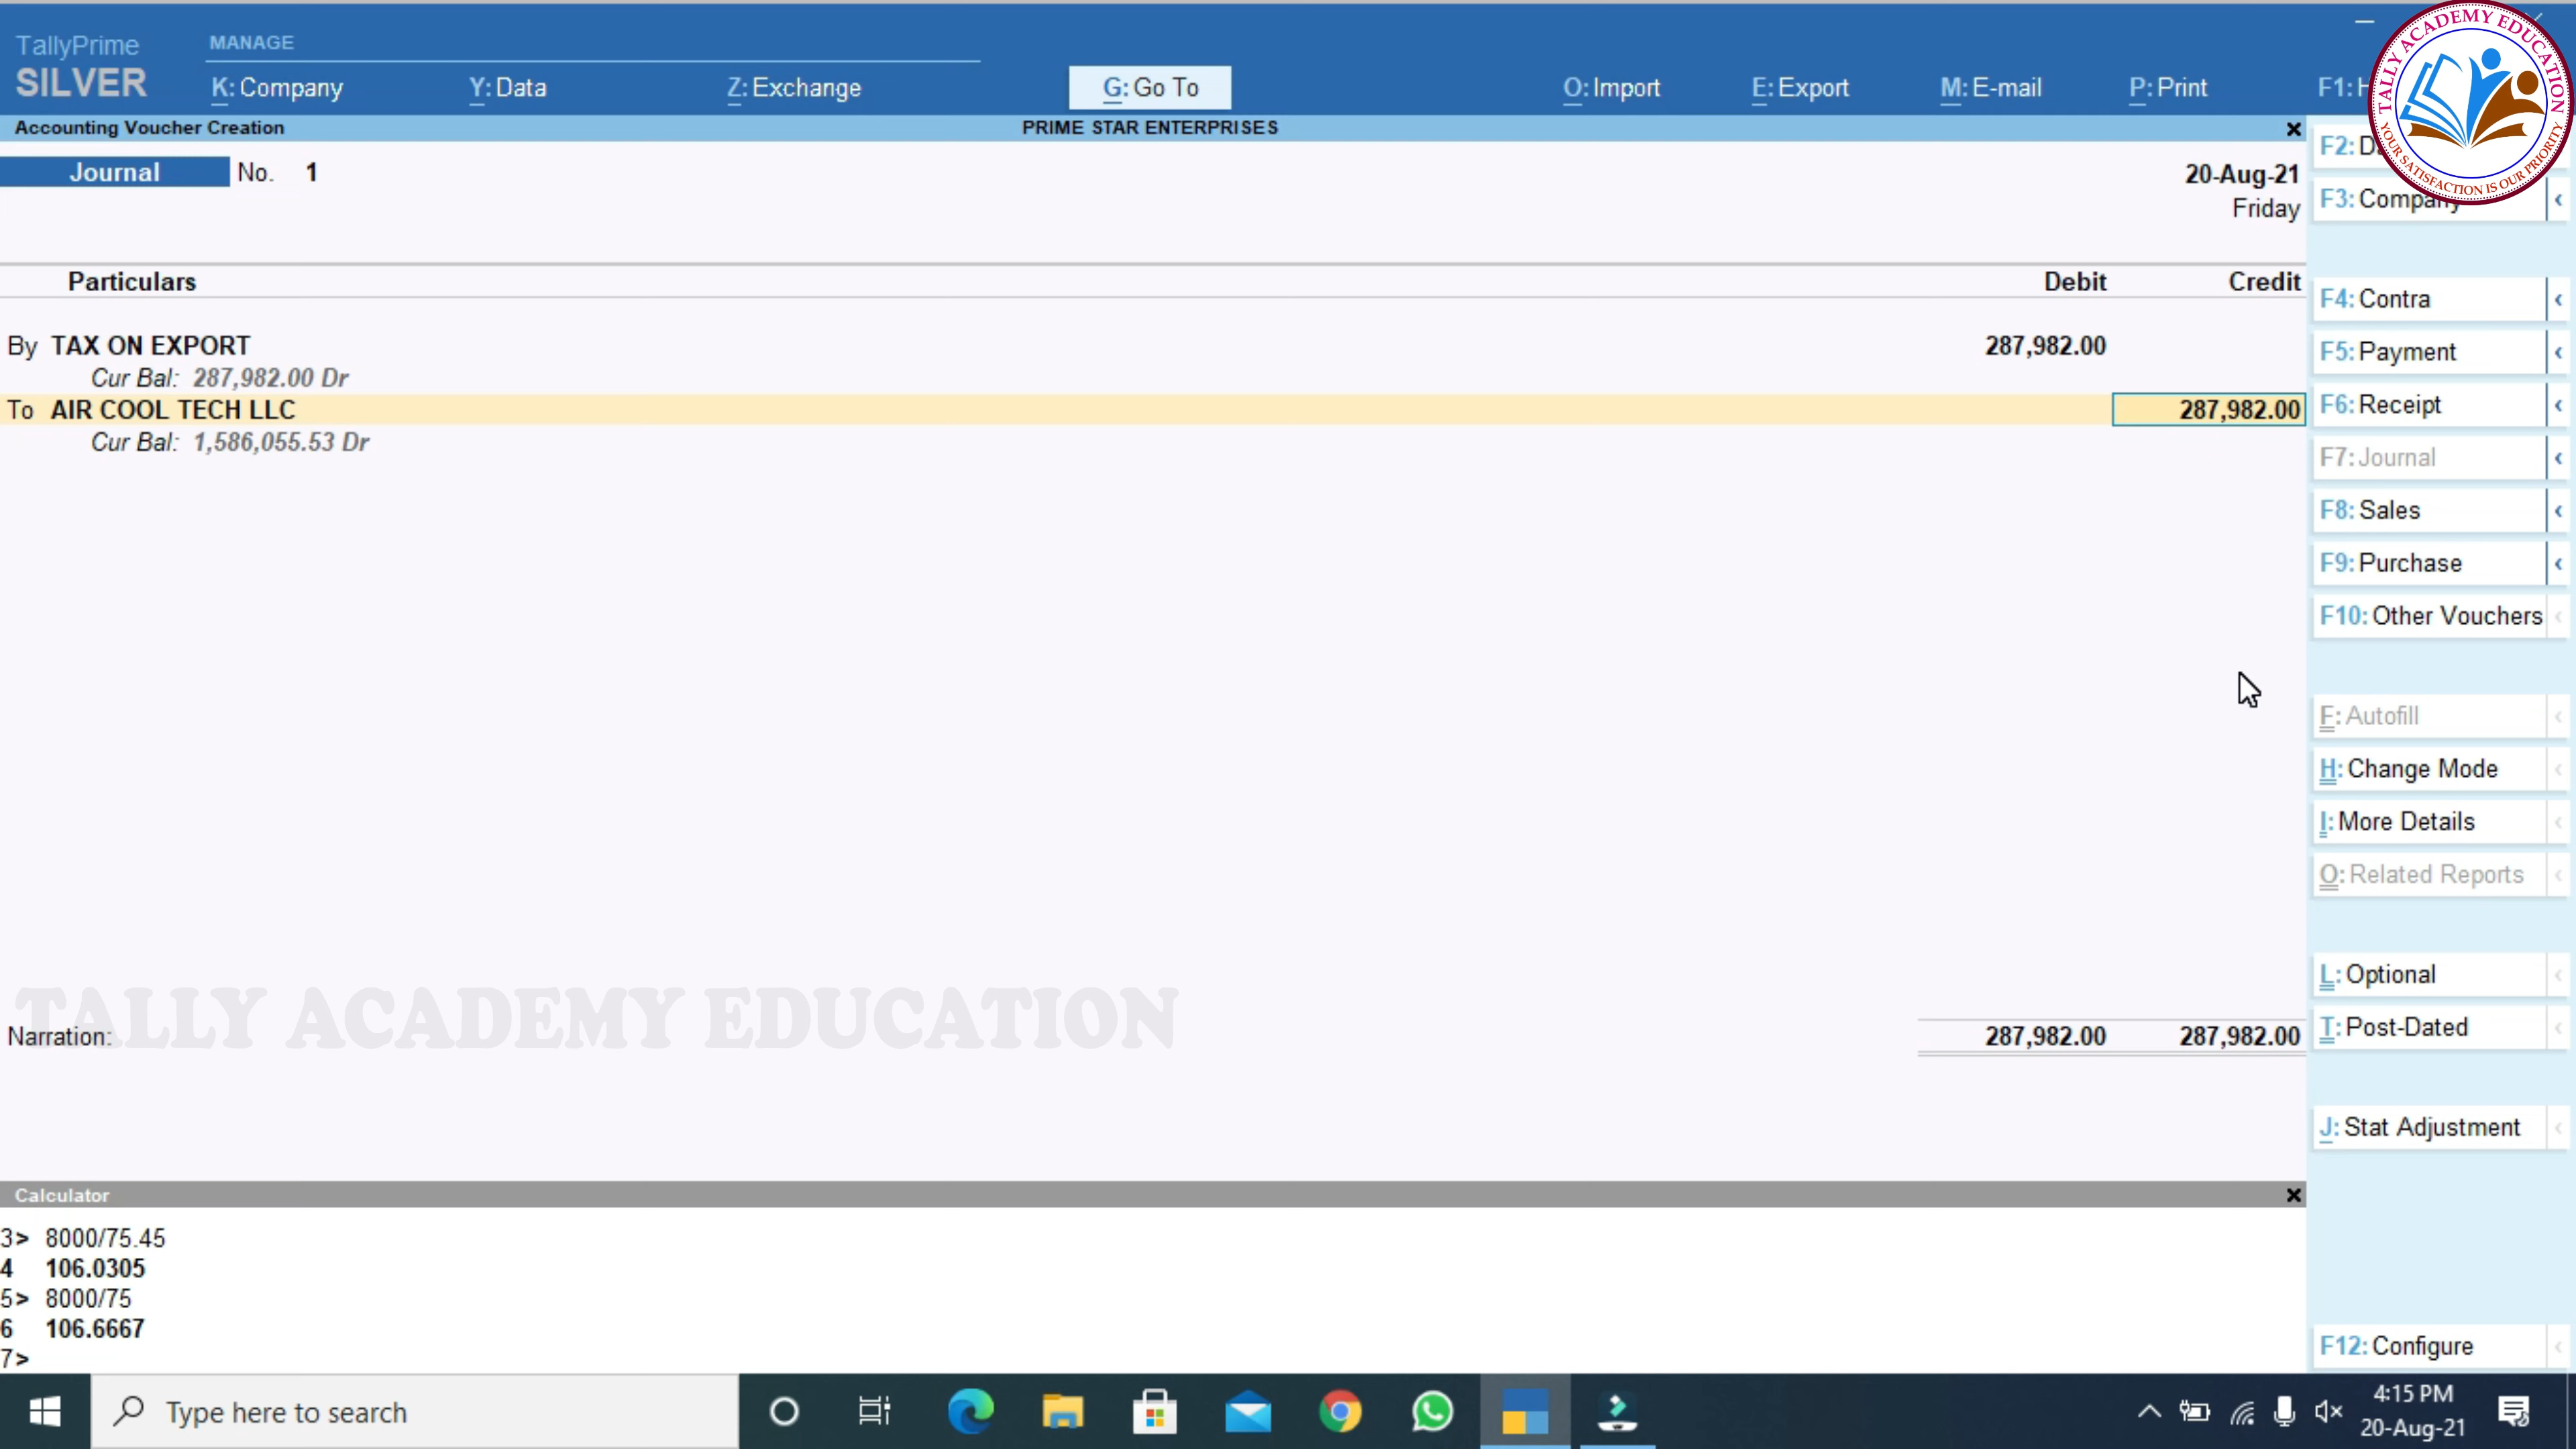 TallyPrime
SILVER
MANAGE
K: Company
Y: Data
Z: Exchange
G: Go To
O: Import
E: Export
M: E-mail
P: Print
F1:
TALLY ACADEMY EDUCATION
YOUR SATISFACTION IS OUR PRIORITY
Accounting Voucher Creation
PRIME STAR ENTERPRISES
Journal No. 1
20-Aug-21
Friday
Particulars Debit Credit
By TAX ON EXPORT 287,982.00
Cur Bal: 287,982.00 Dr
To AIR COOL TECH LLC 287,982.00
Cur Bal: 1,586,055.53 Dr
F2:
F3: Company
F4: Contra
F5: Payment
F6: Receipt
F7: Journal
F8: Sales
F9: Purchase
F10: Other Vouchers
F: Autofill
H: Change Mode
I: More Details
O: Related Reports
L: Optional
T: Post-Dated
J: Stat Adjustment
F12: Configure
TALLY ACADEMY EDUCATION
Narration: 287,982.00 287,982.00
Calculator
3> 8000/75.45
4 106.0305
5> 8000/75
6 106.6667
7>
Type here to search
4:15 PM
20-Aug-21